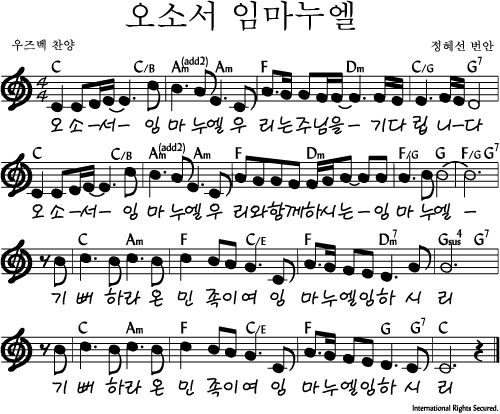 오소서 임마누엘
우즈벡 찬양 정혜선 번안
C C/B Am(add2) Am F Dm C/G G7
오 소-서- 임 마 누엘 우 리는주님을- 기다 립 니-다
C C/B Am(add2) Am F Dm F/G G F/G G7
오 소-서- 임 마 누엘 우 리와함께하시는-임 마누엘 -
C Am F C/E F Dm7 Gsus4 G7
기 뻐 하라 온 민 족이여 임 마누엘임하 시 리
C Am F C/E F G G7 C
기 뻐 하라 온 민 족이여 임 마누엘임하 시 리
International Rights Secured.